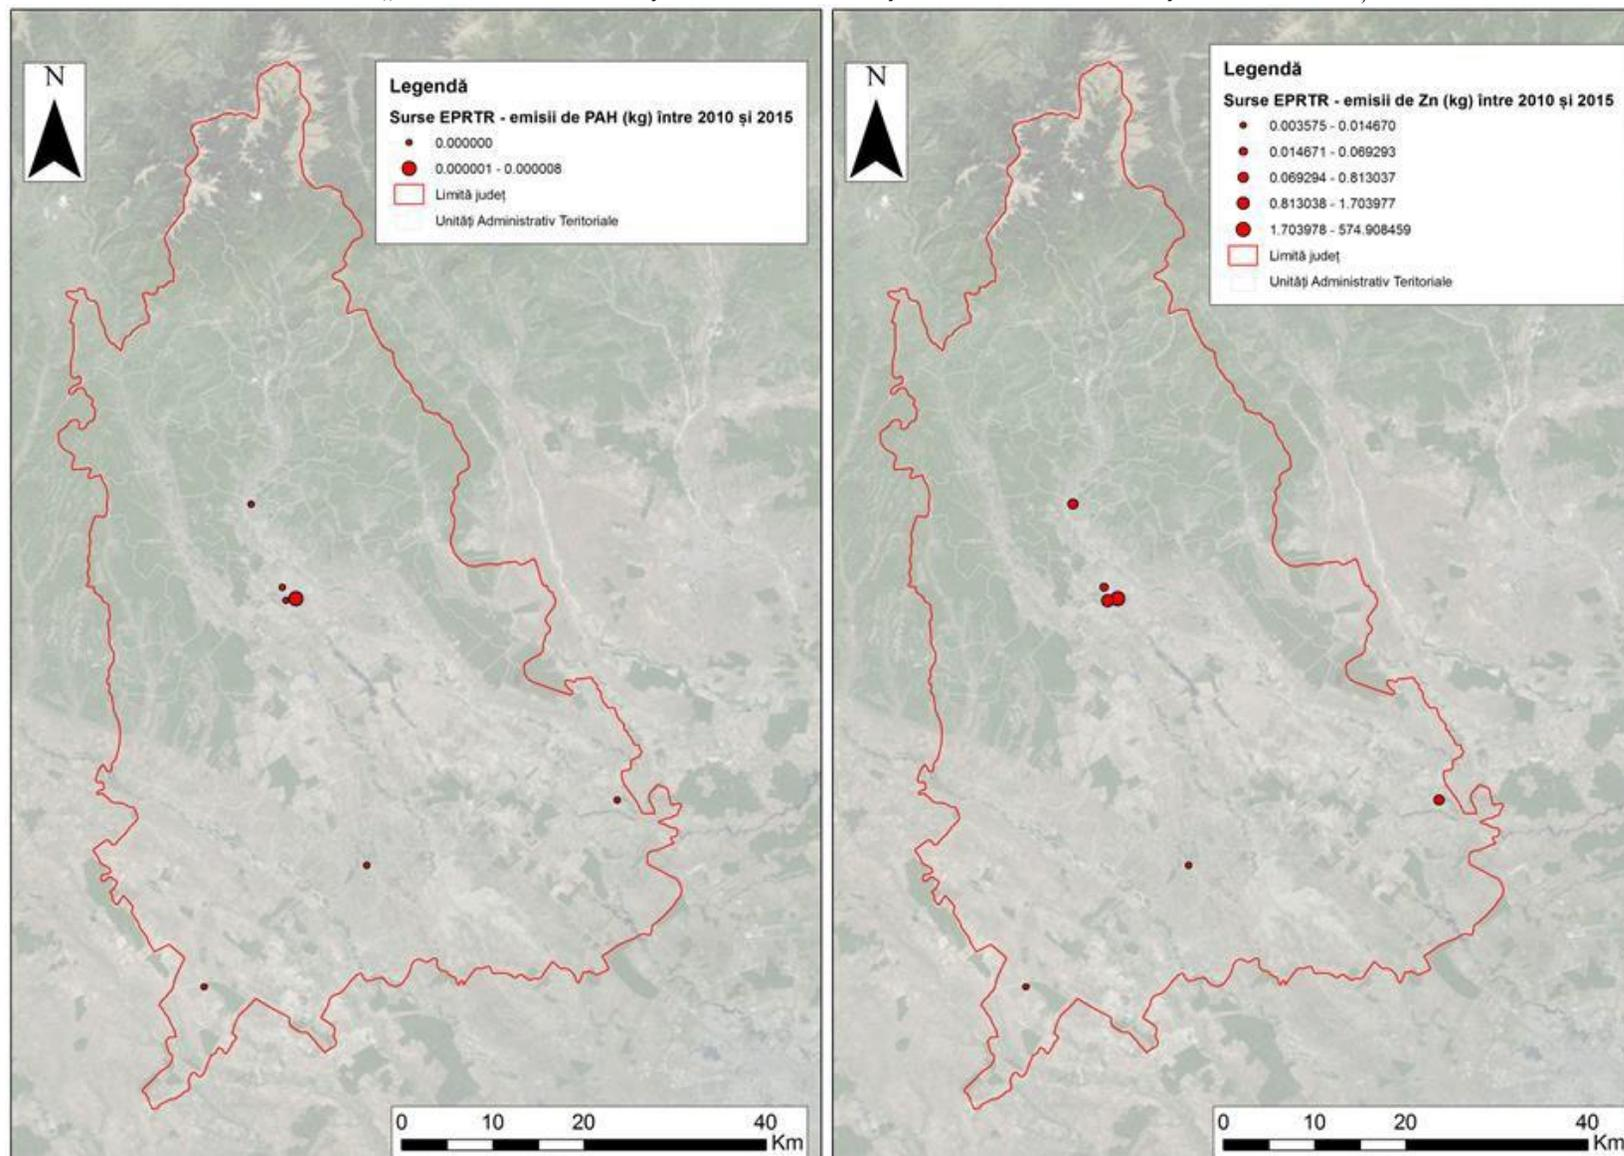 N
Legendă
Surse EPRTR - emisii de PAH (kg) între 2010 și 2015
0.000000
0.000001 - 0.000008
Limită județ
Unități Administrativ Teritoriale
0 10 20 40
Km
N
Legendă
Surse EPRTR - emisii de Zn (kg) între 2010 și 2015
0.003575 - 0.014670
0.014671 - 0.069293
0.069294 - 0.813037
0.813038 - 1.703977
1.703978 - 574.908459
Limită județ
Unități Administrativ Teritoriale
0 10 20 40
Km